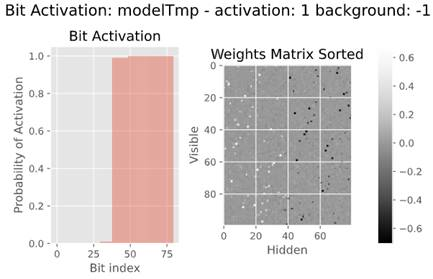 Bit Activation: modelTmp - activation: 1 background: -1
Bit Activation
Probability of Activation
1.0
0.8
0.6
0.4
0.2
0.0
0 25 50 75
Bit index
Weights Matrix Sorted
Visible
0
20
40
60
80
0 20 40 60
Hidden
0.6
0.4
0.2
0.0
−0.2
−0.4
−0.6